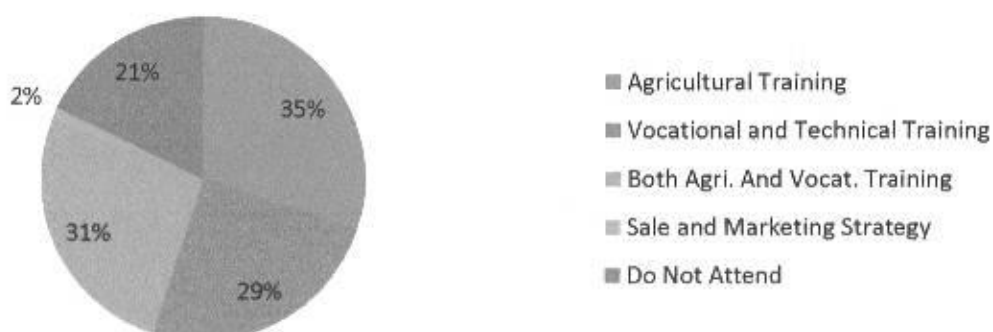 21%
2%
35%
31%
29%
Agricultural Training
Vocational and Technical Training
Both Agri. And Vocat. Training
Sale and Marketing Strategy
Do Not Attend